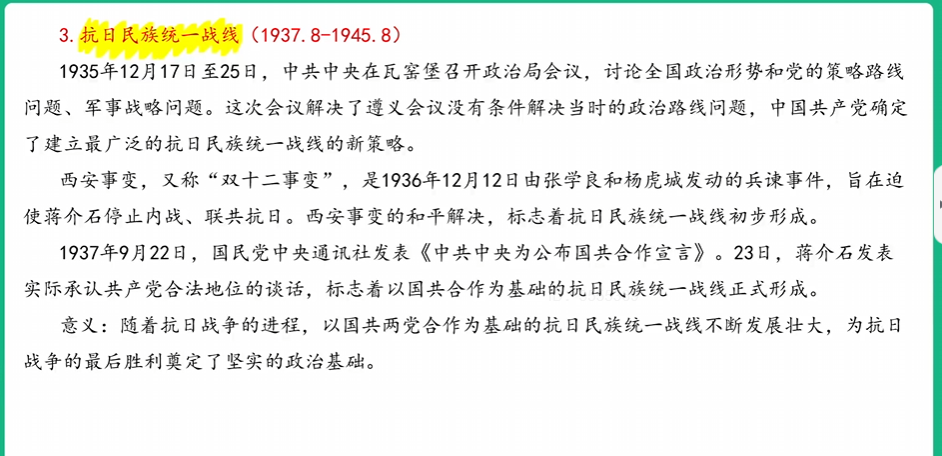 3. 抗日民族统一战线（1937.8-1945.8）
1935年12月17日至25日，中共中央在瓦窑堡召开政治局会议，讨论全国政治形势和党的策略路线
问题、军事战略问题。这次会议解决了遵义会议没有条件解决当时的政治路线问题，中国共产党确定
了建立最广泛的抗日民族统一战线的新策略。
西安事变，又称“双十二事变”，是1936年12月12日由张学良和杨虎城发动的兵谏事件，旨在迫
使蒋介石停止内战、联共抗日。西安事变的和平解决，标志着抗日民族统一战线初步形成。
1937年9月22日，国民党中央通讯社发表《中共中央为公布国共合作宣言》。23日，蒋介石发表
实际承认共产党合法地位的谈话，标志着以国共合作为基础的抗日民族统一战线正式形成。
意义：随着抗日战争的进程，以国共两党合作为基础的抗日民族统一战线不断发展壮大，为抗日
战争的最后胜利奠定了坚实的政治基础。